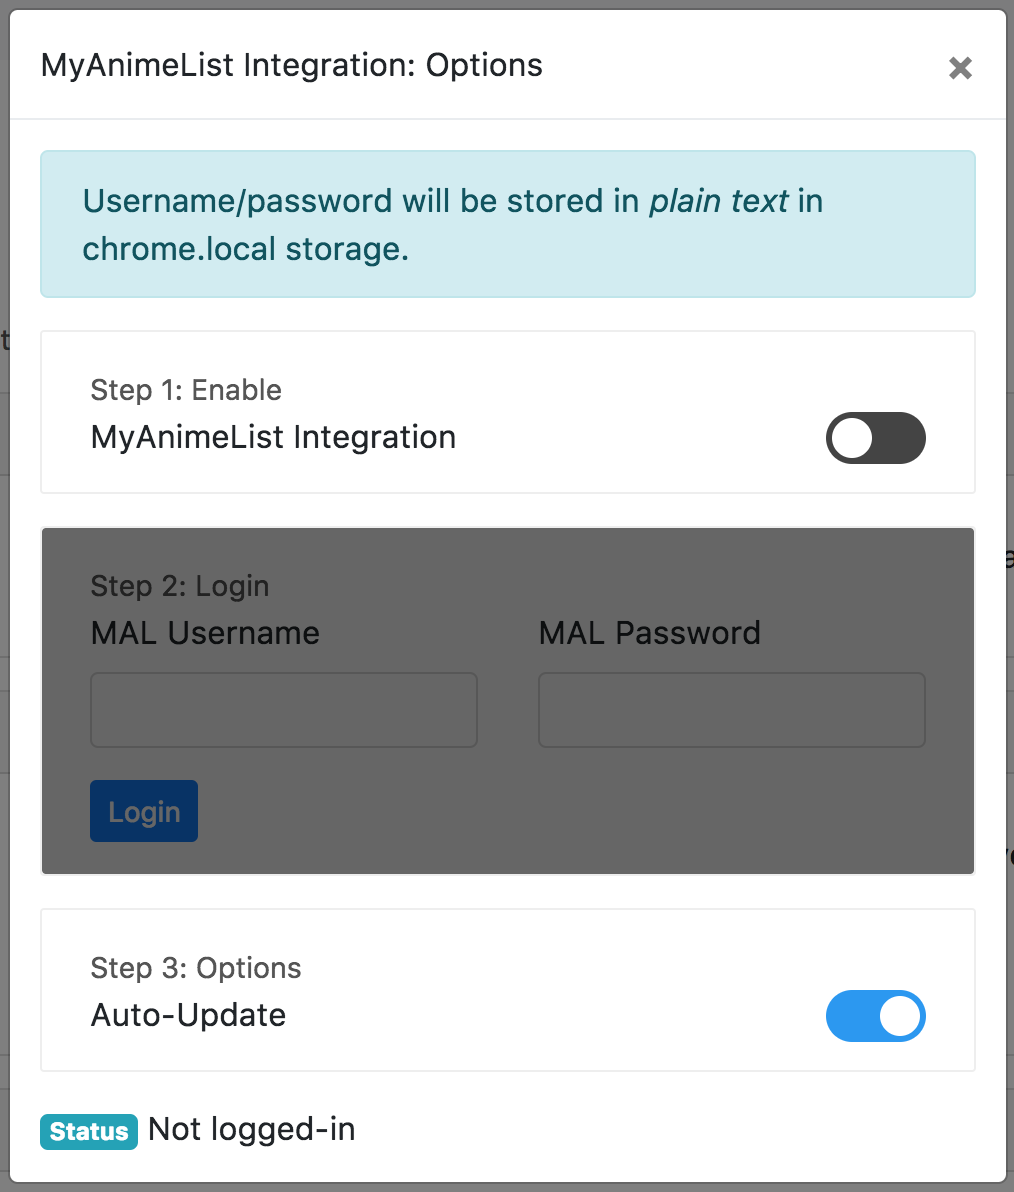 MyAnimeList Integration: Options
×
Username/password will be stored in plain text in
chrome.local storage.
Step 1: Enable
MyAnimeList Integration
Step 2: Login
MAL Username MAL Password
Login
Step 3: Options
Auto-Update
Status Not logged-in